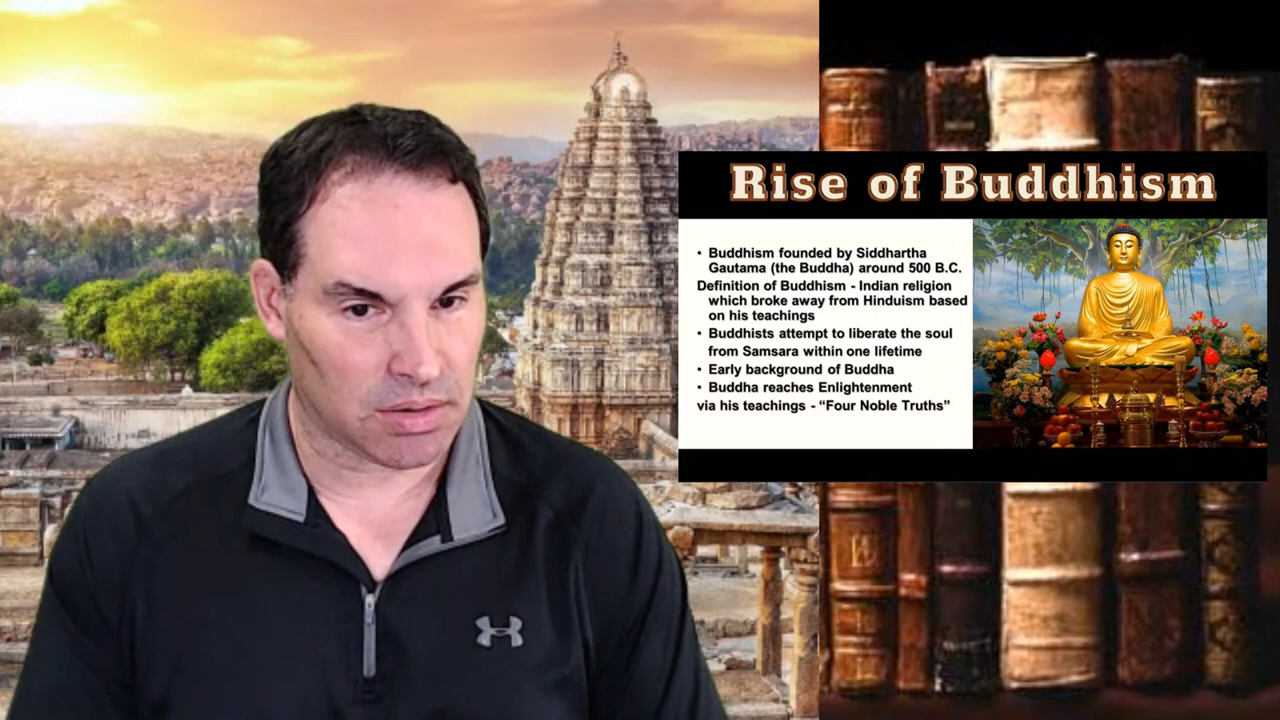 Rise of Buddhism
• Buddhism founded by Siddhartha
Gautama (the Buddha) around 500 B.C.
Definition of Buddhism - Indian religion
which broke away from Hinduism based
on his teachings
• Buddhists attempt to liberate the soul
from Samsara within one lifetime
• Early background of Buddha
• Buddha reaches Enlightenment
via his teachings - “Four Noble Truths”